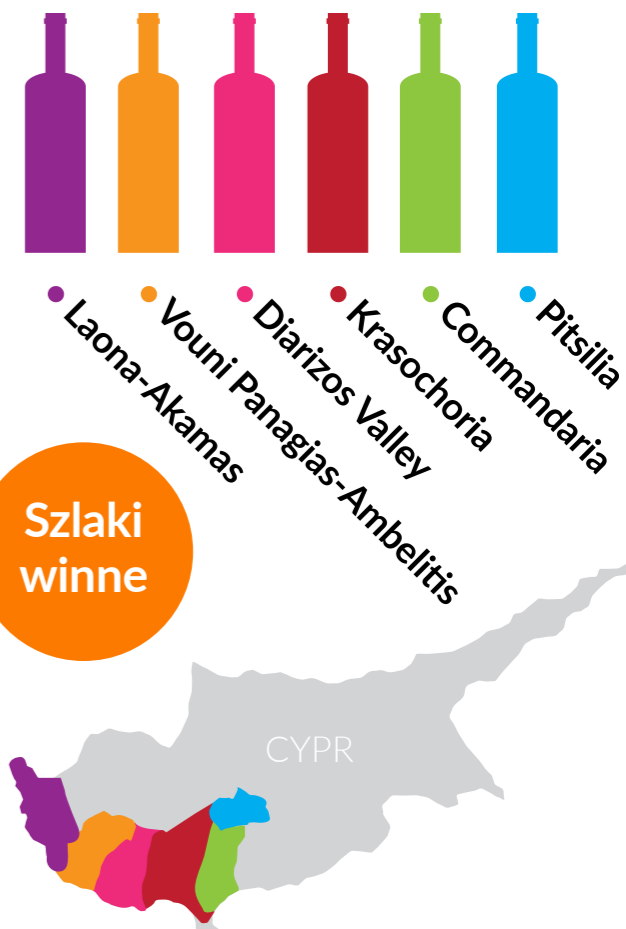 Laona-Akamas
Vouni Panagias-Ambelitis
Diarizos Valley
Krasochoria
Commandaria
Pitsilia
Szlaki
winne
CYPR